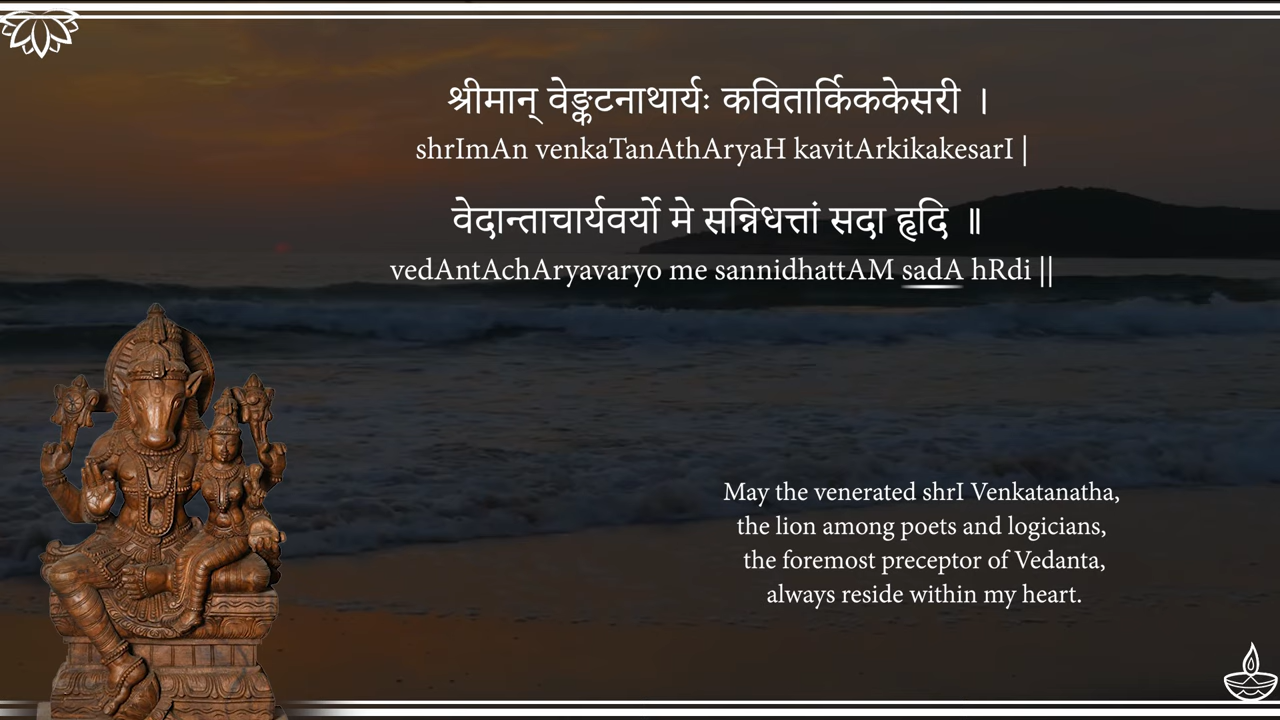 श्रीमान् वेङ्कटनाथार्यः कवितार्किककेसरी ।
shrImAn venkaTanAthAryaH kavitArkikakesarI |
वेदान्ताचार्यवर्यो मे सन्निधत्तां सदा हृदि ॥
vedAntAchAryavaryo me sannidhattAM sadA hRdi ||
May the venerated shrI Venkatanatha,
the lion among poets and logicians,
the foremost preceptor of Vedanta,
always reside within my heart.